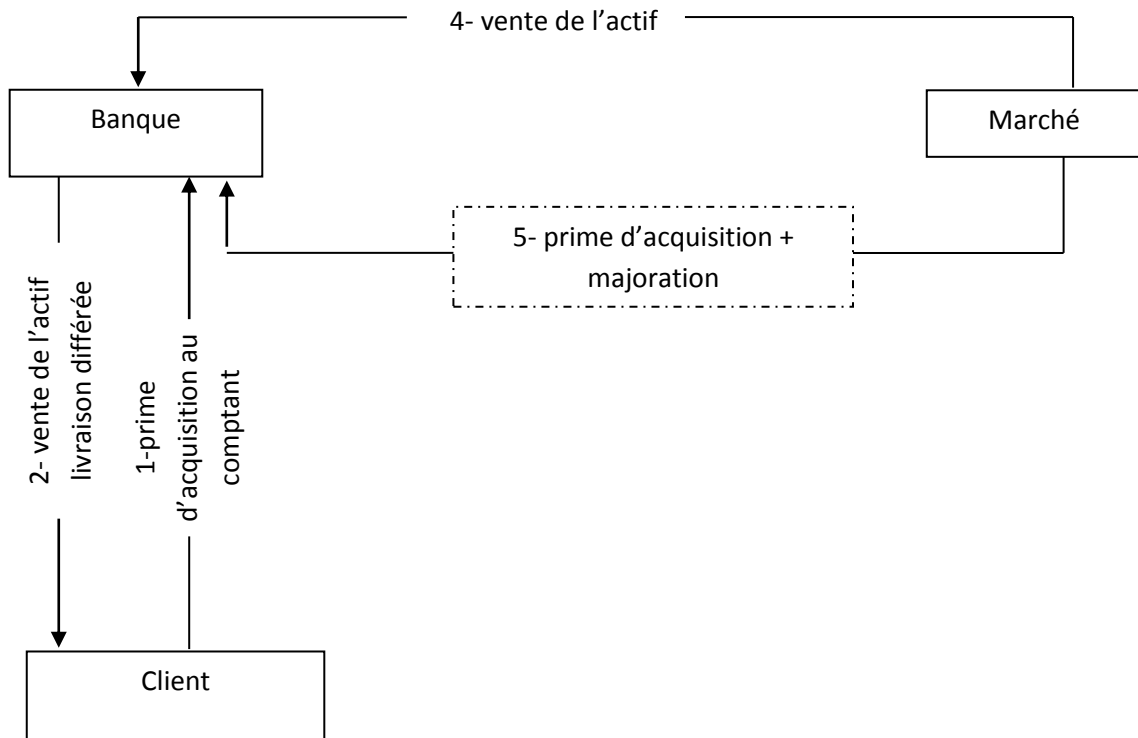 4- vente de l’actif
Banque
Marché
5- prime d’acquisition +
majoration
2- vente de l’actif
livraison différée
1-prime
d’acquisition au
comptant
Client